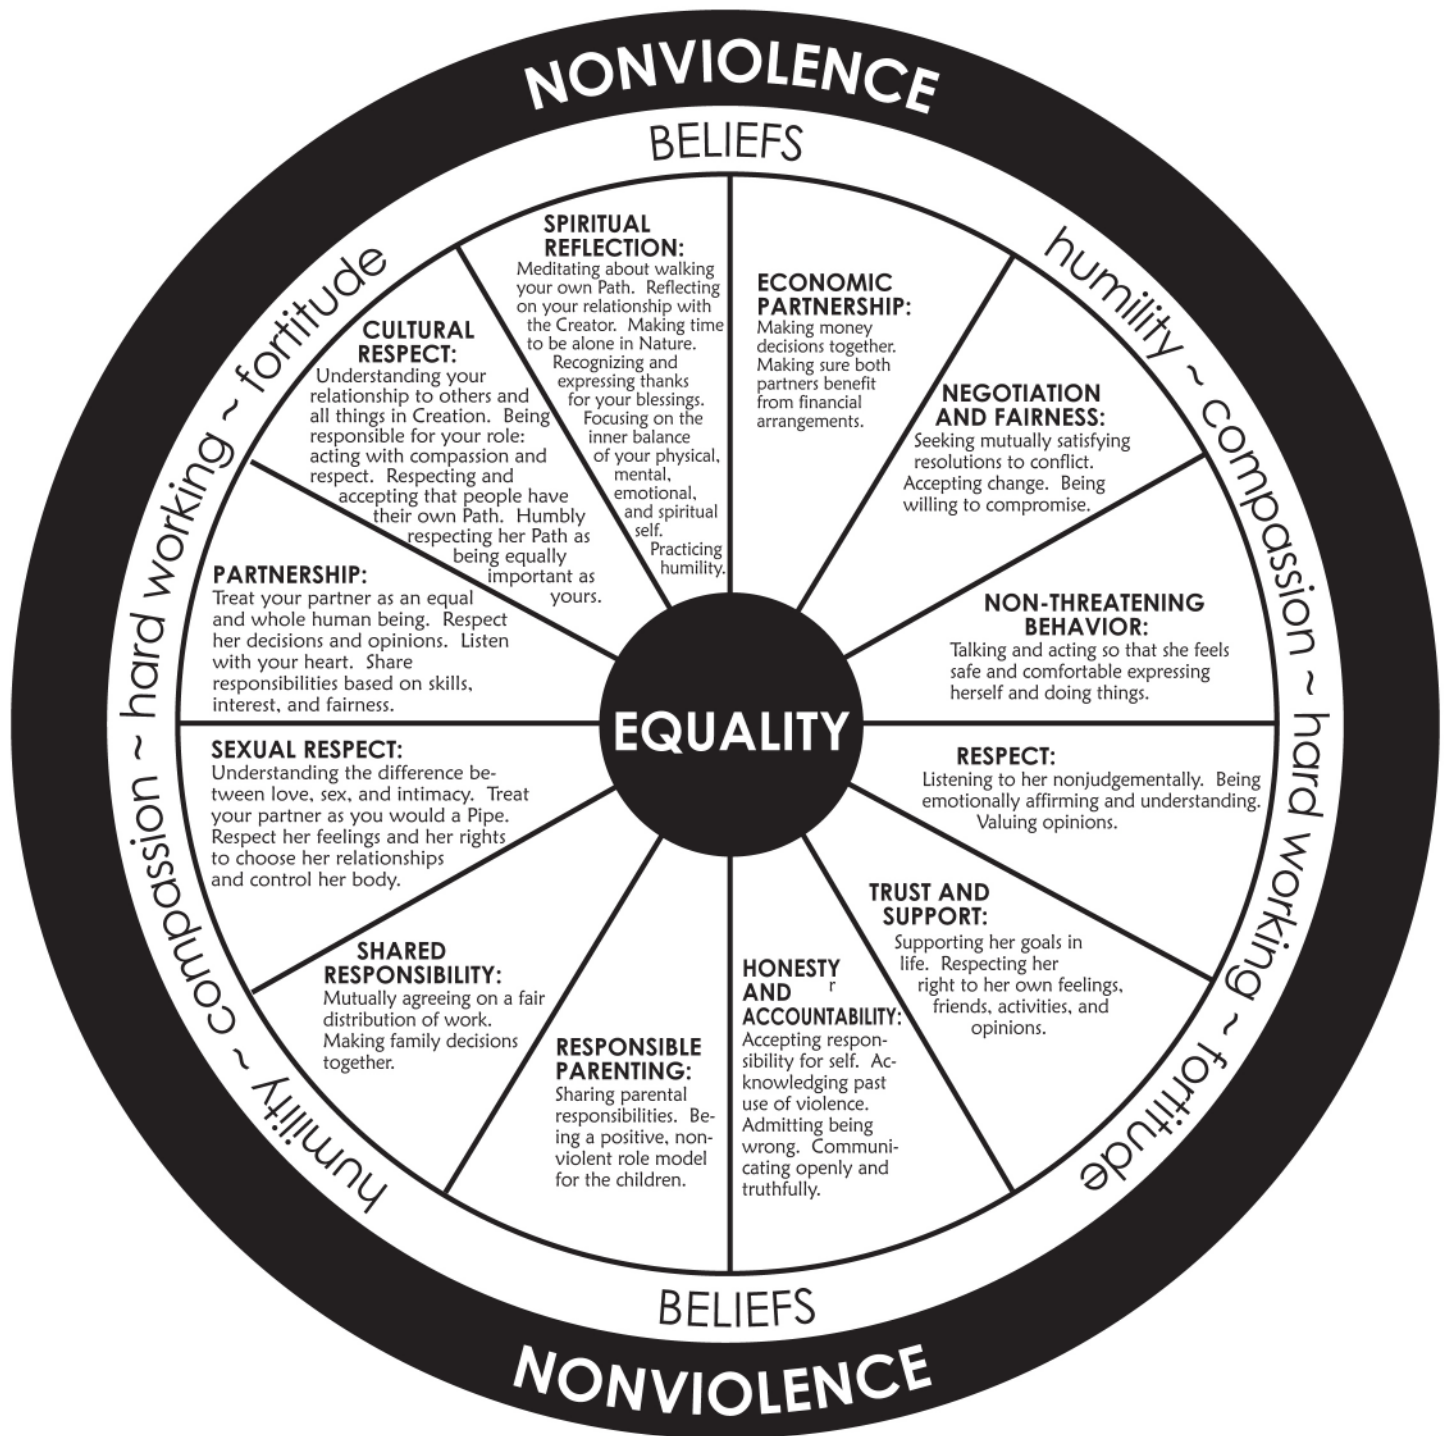 NONVIOLENCE
BELIEFS
humility ~ compassion ~ hard working ~ fortitude
ECONOMIC
PARTNERSHIP:
Making money
decisions together.
Making sure both
partners benefit
from financial
arrangements.
NEGOTIATION
AND FAIRNESS:
Seeking mutually satisfying
resolutions to conflict.
Accepting change. Being
willing to compromise.
NON-THREATENING
BEHAVIOR:
Talking and acting so that she feels
safe and comfortable expressing
herself and doing things.
RESPECT:
Listening to her nonjudgementally. Being
emotionally affirming and understanding.
Valuing opinions.
TRUST AND
SUPPORT:
Supporting her goals in
life. Respecting her
right to her own feelings,
friends, activities, and
opinions.
HONESTY
r
AND
ACCOUNTABILITY:
Accepting respon-
sibility for self. Ac-
knowledging past
use of violence.
Admitting being
wrong. Communi-
cating openly and
truthfully.
RESPONSIBLE
PARENTING:
Sharing parental
responsibilities. Be-
ing a positive, non-
violent role model
for the children.
SHARED
RESPONSIBILITY:
Mutually agreeing on a fair
distribution of work.
Making family decisions
together.
SEXUAL RESPECT:
Understanding the difference be-
tween love, sex, and intimacy. Treat
your partner as you would a Pipe.
Respect her feelings and her rights
to choose her relationships
and control her body.
PARTNERSHIP:
Treat your partner as an equal
and whole human being. Respect
her decisions and opinions. Listen
with your heart. Share
responsibilities based on skills,
interest, and fairness.
CULTURAL
RESPECT:
Understanding your
relationship to others and
all things in Creation. Being
responsible for your role:
acting with compassion and
respect. Respecting and
accepting that people have
their own Path. Humbly
respecting her Path as
being equally
important as
yours.
SPIRITUAL
REFLECTION:
Meditating about walking
your own Path. Reflecting
on your relationship with
the Creator. Making time
to be alone in Nature.
Recognizing and
expressing thanks
for your blessings.
Focusing on the
inner balance
of your physical,
mental,
emotional,
and spiritual
self.
Practicing
humility.
EQUALITY
humility ~ compassion ~ hard working ~ fortitude
BELIEFS
NONVIOLENCE